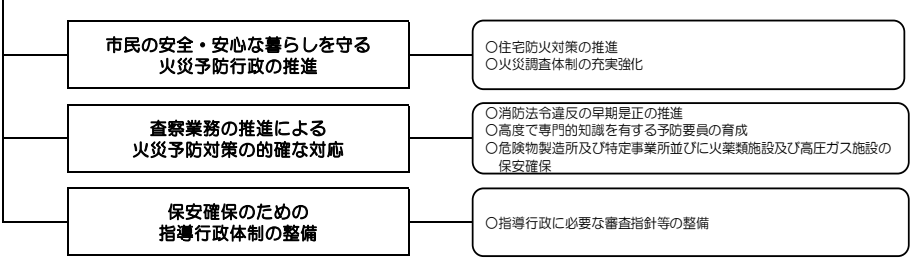 市民の安全・安心な暮らしを守る
火災予防行政の推進
○住宅防火対策の推進
○火災調査体制の充実強化
査察業務の推進による
火災予防対策の的確な対応
○消防法令違反の早期是正の推進
○高度で専門的知識を有する予防要員の育成
○危険物製造所及び特定事業所並びに火薬類施設及び高圧ガス施設の
保安確保
保安確保のための
指導行政体制の整備
○指導行政に必要な審査指針等の整備